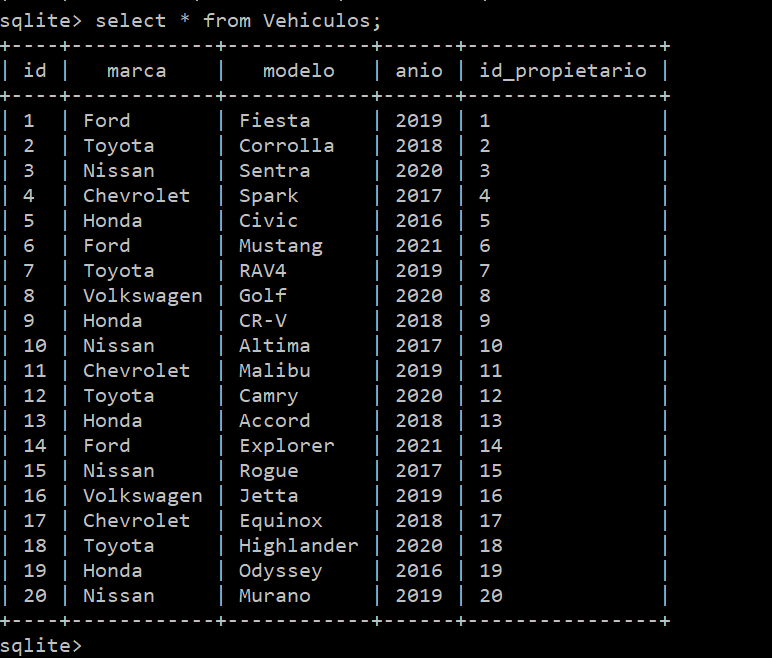 sqlite> select * from Vehiculos;
+----+------------+------------+------+----------------+
| id |   marca    |   modelo   | anio | id_propietario |
+----+------------+------------+------+----------------+
| 1  | Ford       | Fiesta     | 2019 | 1              |
| 2  | Toyota     | Corrolla   | 2018 | 2              |
| 3  | Nissan     | Sentra     | 2020 | 3              |
| 4  | Chevrolet  | Spark      | 2017 | 4              |
| 5  | Honda      | Civic      | 2016 | 5              |
| 6  | Ford       | Mustang    | 2021 | 6              |
| 7  | Toyota     | RAV4       | 2019 | 7              |
| 8  | Volkswagen | Golf       | 2020 | 8              |
| 9  | Honda      | CR-V       | 2018 | 9              |
| 10 | Nissan     | Altima     | 2017 | 10             |
| 11 | Chevrolet  | Malibu     | 2019 | 11             |
| 12 | Toyota     | Camry      | 2020 | 12             |
| 13 | Honda      | Accord     | 2018 | 13             |
| 14 | Ford       | Explorer   | 2021 | 14             |
| 15 | Nissan     | Rogue      | 2017 | 15             |
| 16 | Volkswagen | Jetta      | 2019 | 16             |
| 17 | Chevrolet  | Equinox    | 2018 | 17             |
| 18 | Toyota     | Highlander | 2020 | 18             |
| 19 | Honda      | Odyssey    | 2016 | 19             |
| 20 | Nissan     | Murano     | 2019 | 20             |
+----+------------+------------+------+----------------+
sqlite>